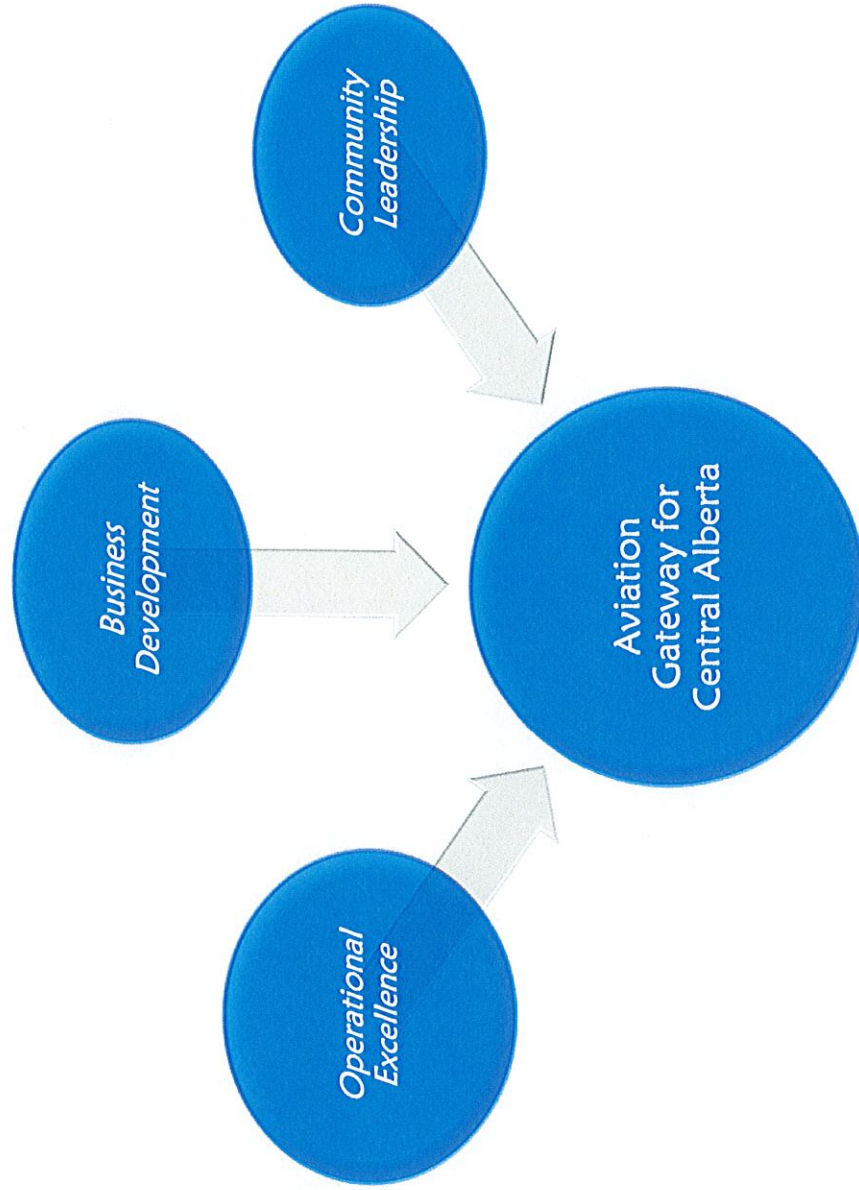 Operational
Excellence
Business
Development
Community
Leadership
Aviation
Gateway for
Central Alberta